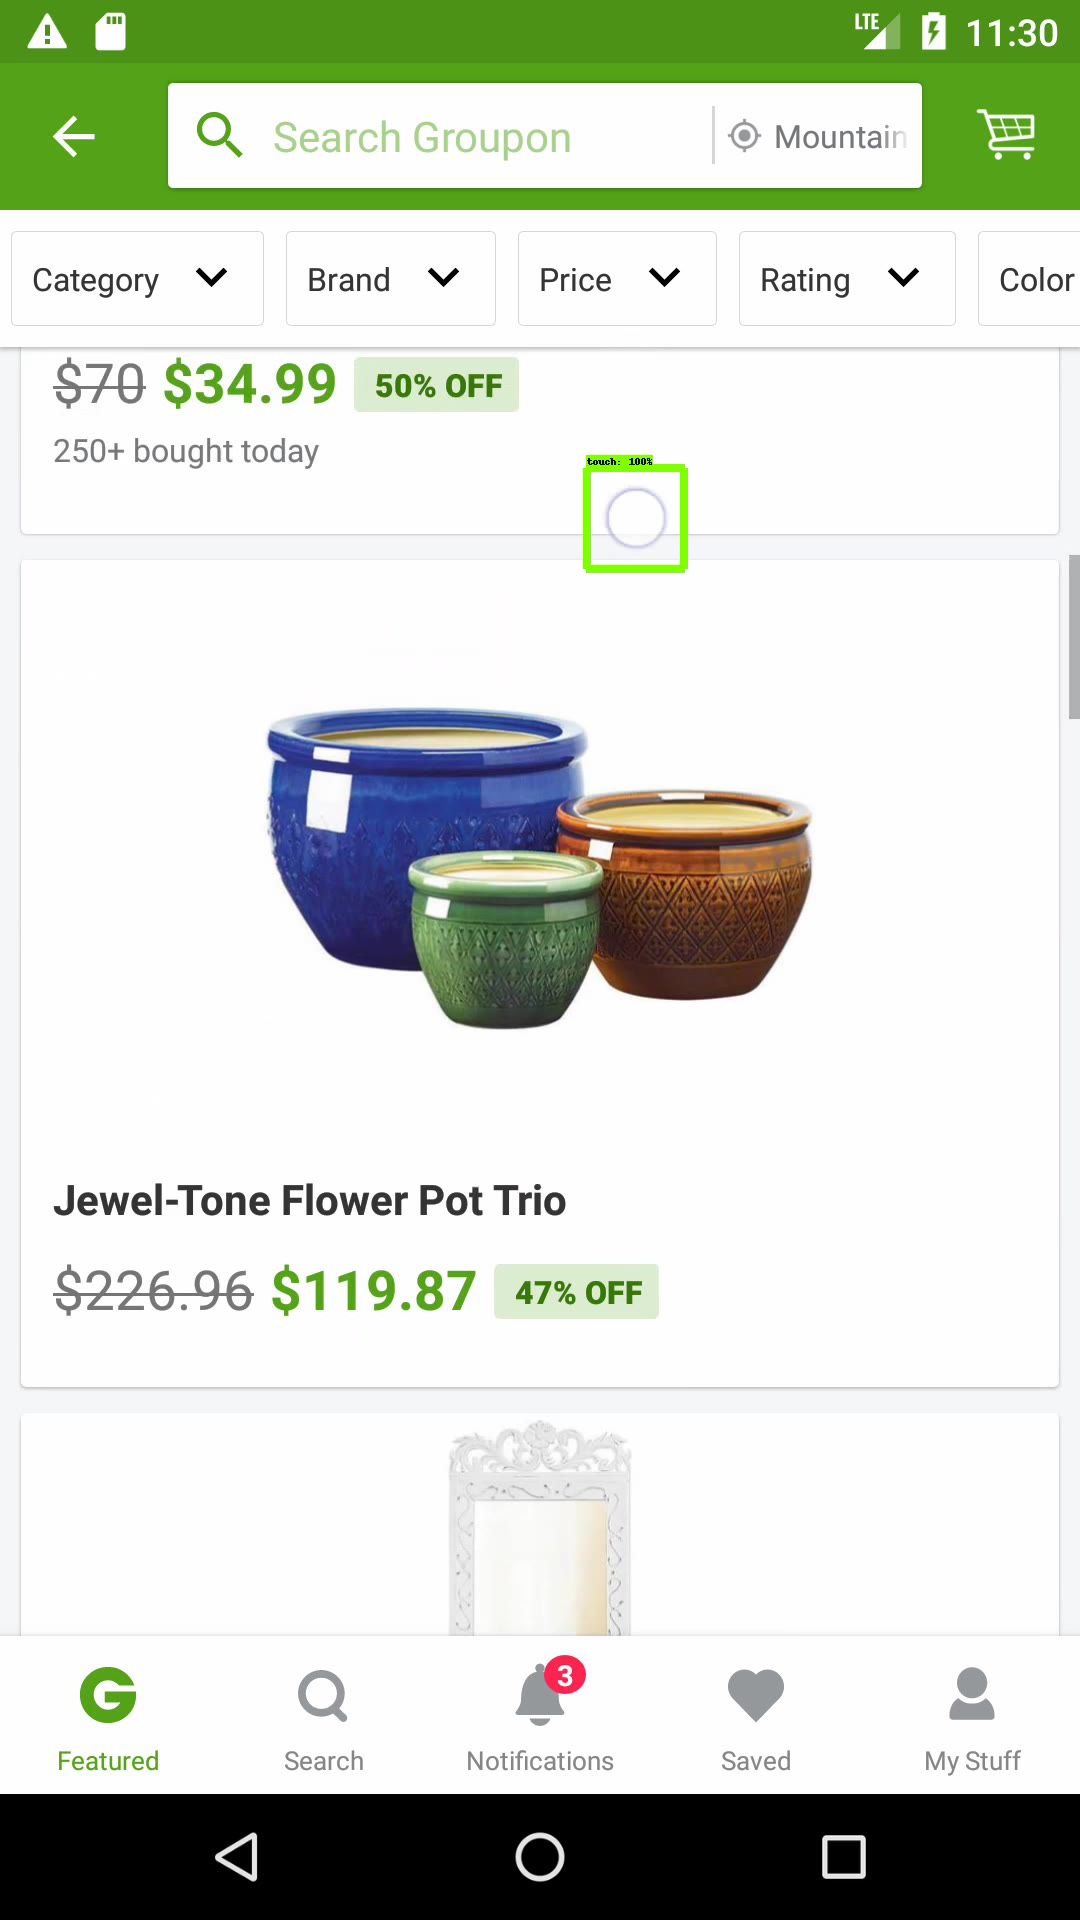 LTE 11:30
Search Groupon Mountain
Category Brand Price Rating Color
$70 $34.99 50% OFF
250+ bought today
touch: 100%
Jewel-Tone Flower Pot Trio
$226.96 $119.87 47% OFF
3
Featured Search Notifications Saved My Stuff